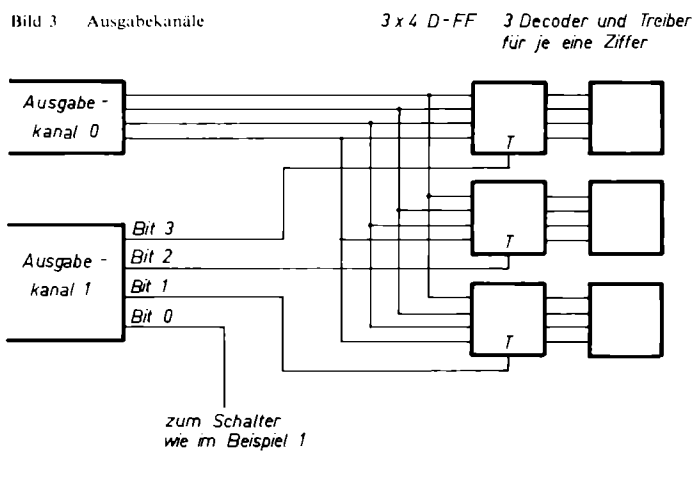 Bild 3 Ausgabekanäle
3 x 4 D-FF
3 Decoder und Treiber
für je eine Ziffer
Ausgabe-
kanal 0
T
Ausgabe-
kanal 1
Bit 3
Bit 2
Bit 1
Bit 0
T
T
zum Schalter
wie im Beispiel 1